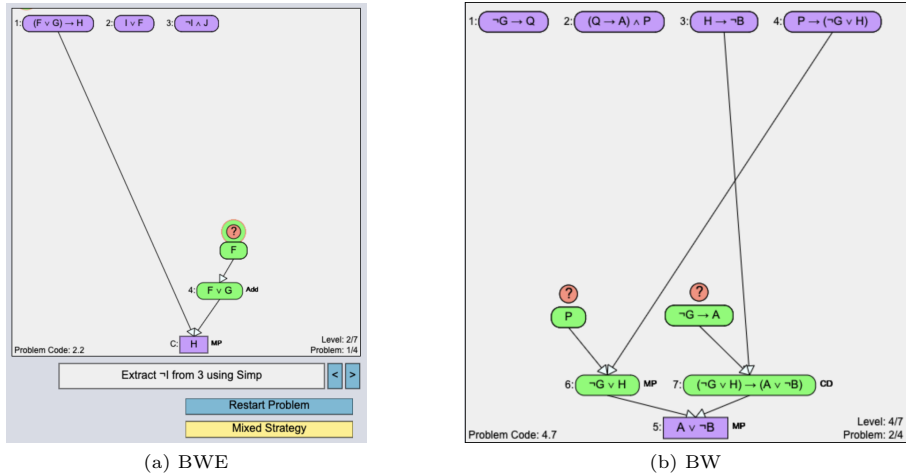 1: (F ∨ G) → H
2: I ∨ F
3: ¬I ∧ J
?
F
4: F ∨ G Add
C: H MP
Problem Code: 2.2
Level: 2/7
Problem: 1/4
Extract ¬I from 3 using Simp
< >
Restart Problem
Mixed Strategy
(a) BWE
1: ¬G → Q
2: (Q → A) ∧ P
3: H → ¬B
4: P → (¬G ∨ H)
? ?
P ¬G → A
6: ¬G ∨ H MP
7: (¬G ∨ H) → (A ∨ ¬B) CD
5: A ∨ ¬B MP
Problem Code: 4.7
Level: 4/7
Problem: 2/4
(b) BW